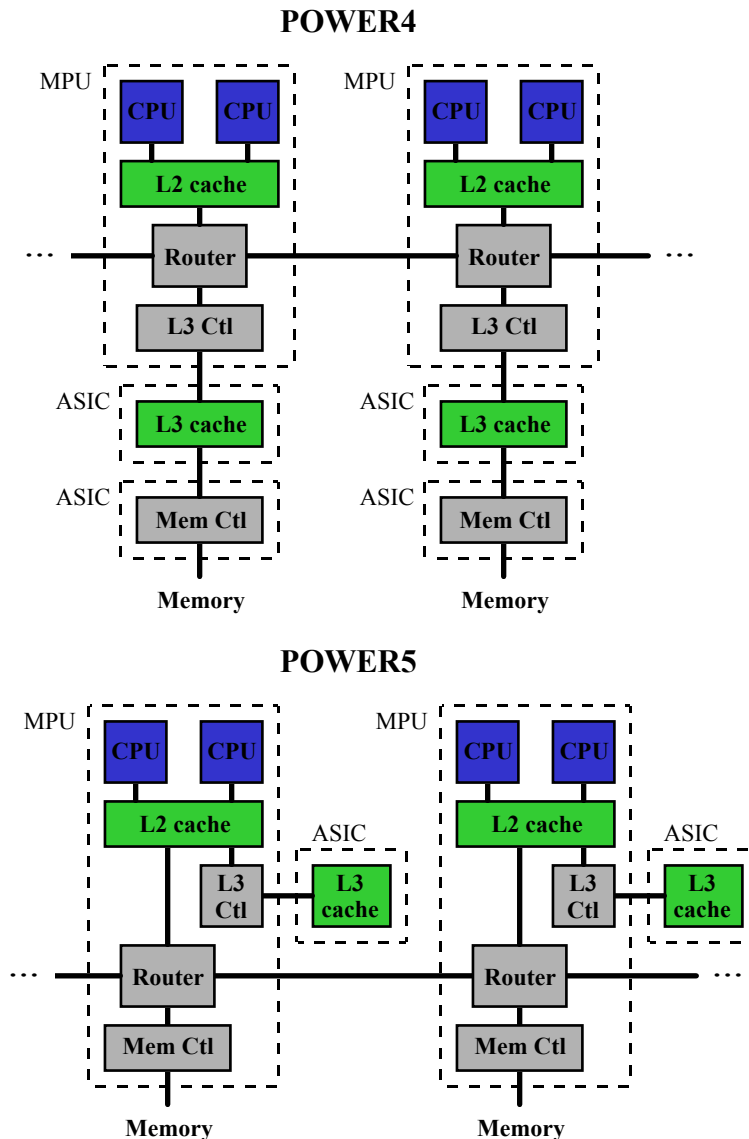 POWER4
MPU MPU
CPU CPU CPU CPU
L2 cache L2 cache
... Router Router ...
L3 Ctl L3 Ctl
ASIC ASIC
L3 cache L3 cache
ASIC ASIC
Mem Ctl Mem Ctl
Memory Memory
POWER5
MPU MPU
CPU CPU CPU CPU
L2 cache L2 cache
ASIC ASIC
L3 L3 L3 L3
Ctl cache Ctl cache
... Router Router ...
Mem Ctl Mem Ctl
Memory Memory